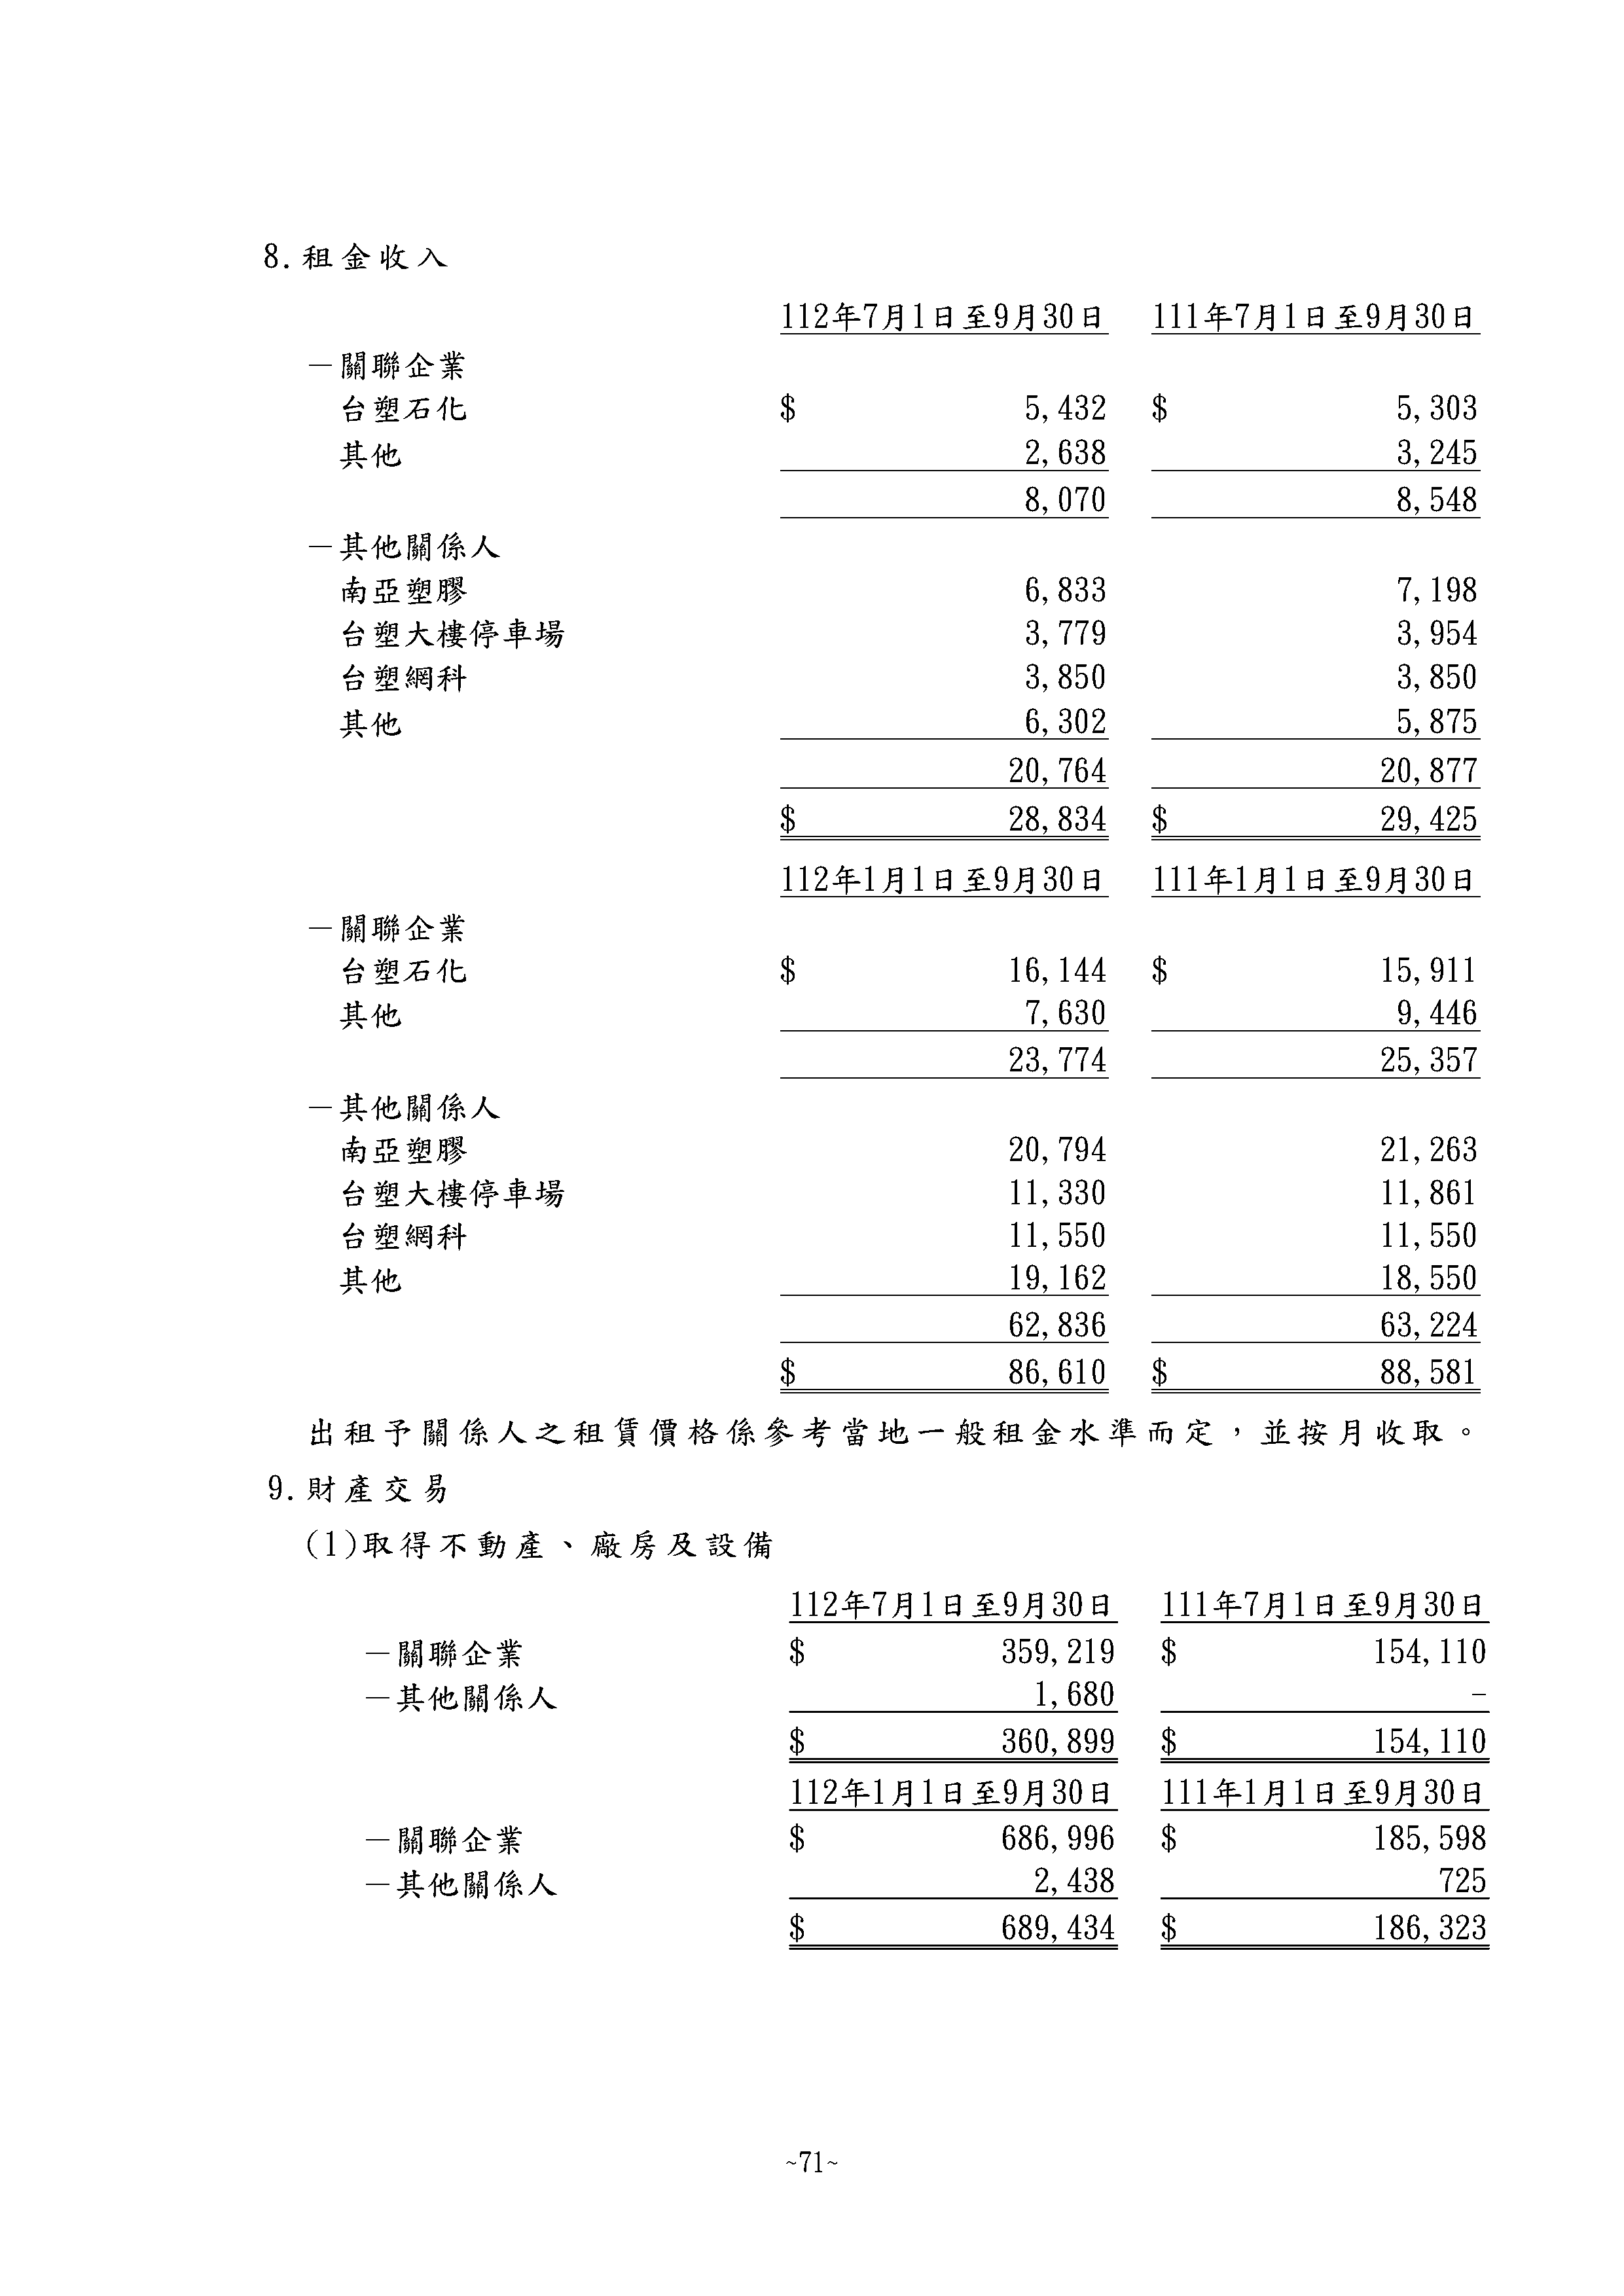 8.租金收入
112年7月1日至9月30日 111年7月1日至9月30日
－關聯企業
台塑石化 $ 5,432 $ 5,303
其他 2,638 3,245
8,070 8,548
－其他關係人
南亞塑膠 6,833 7,198
台塑大樓停車場 3,779 3,954
台塑網科 3,850 3,850
其他 6,302 5,875
20,764 20,877
$ 28,834 $ 29,425
112年1月1日至9月30日 111年1月1日至9月30日
－關聯企業
台塑石化 $ 16,144 $ 15,911
其他 7,630 9,446
23,774 25,357
－其他關係人
南亞塑膠 20,794 21,263
台塑大樓停車場 11,330 11,861
台塑網科 11,550 11,550
其他 19,162 18,550
62,836 63,224
$ 86,610 $ 88,581
出租予關係人之租賃價格係參考當地一般租金水準而定，並按月收取。
9.財產交易
(1)取得不動產、廠房及設備
112年7月1日至9月30日 111年7月1日至9月30日
－關聯企業 $ 359,219 $ 154,110
－其他關係人 1,680 -
$ 360,899 $ 154,110
112年1月1日至9月30日 111年1月1日至9月30日
－關聯企業 $ 686,996 $ 185,598
－其他關係人 2,438 725
$ 689,434 $ 186,323
~71~